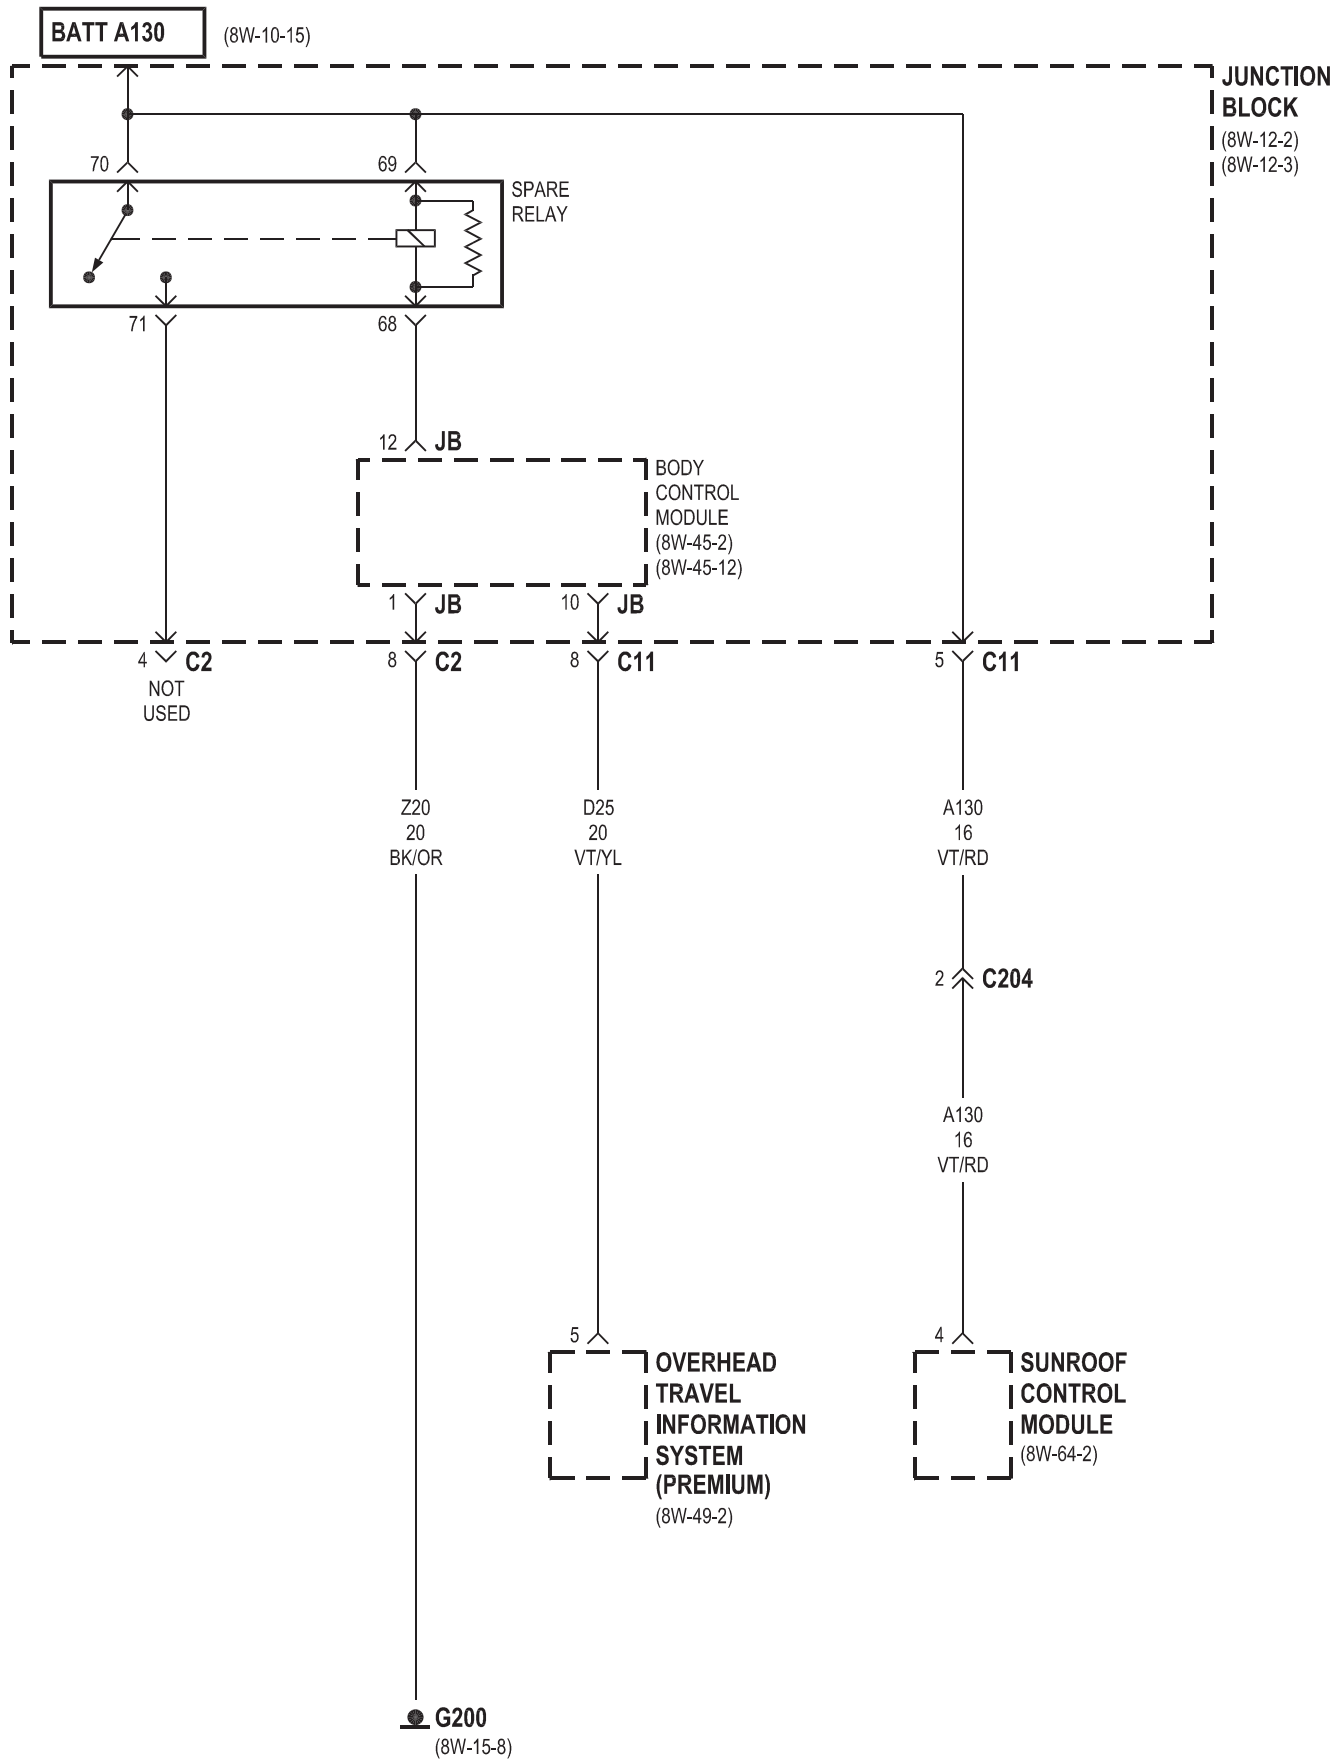 BATT A130
(8W-10-15)
JUNCTION
BLOCK
(8W-12-2)
(8W-12-3)
70
69
SPARE
RELAY
71
68
12
JB
BODY
CONTROL
MODULE
(8W-45-2)
(8W-45-12)
1
JB
10
JB
4
C2
NOT
USED
8
C2
8
C11
5
C11
Z20
20
BK/OR
D25
20
VT/YL
A130
16
VT/RD
2
C204
A130
16
VT/RD
5
OVERHEAD
TRAVEL
INFORMATION
SYSTEM
(PREMIUM)
(8W-49-2)
4
SUNROOF
CONTROL
MODULE
(8W-64-2)
G200
(8W-15-8)